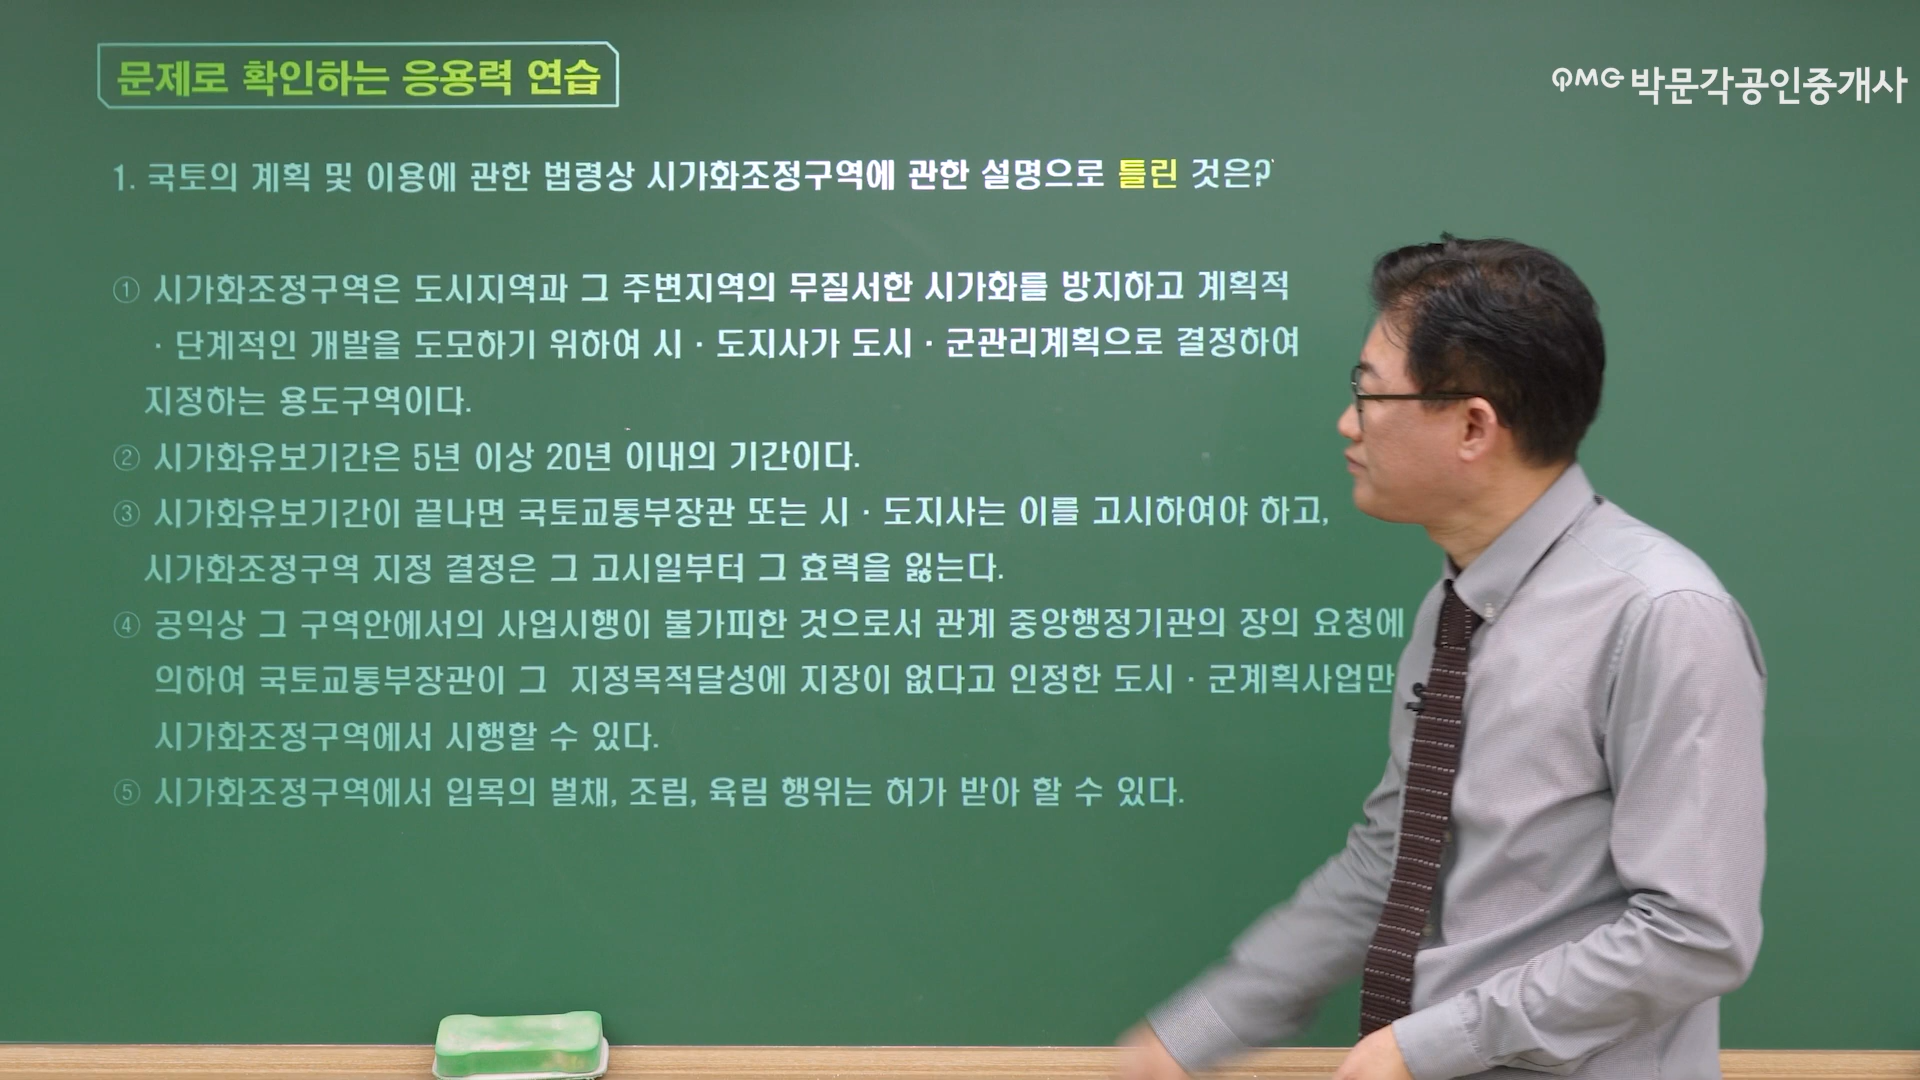 문제로 확인하는 응용력 연습
PMG 박문각공인중개사
1. 국토의 계획 및 이용에 관한 법령상 시가화조정구역에 관한 설명으로 틀린 것은?
① 시가화조정구역은 도시지역과 그 주변지역의 무질서한 시가화를 방지하고 계획적
· 단계적인 개발을 도모하기 위하여 시 · 도지사가 도시 · 군관리계획으로 결정하여
지정하는 용도구역이다.
② 시가화유보기간은 5년 이상 20년 이내의 기간이다.
③ 시가화유보기간이 끝나면 국토교통부장관 또는 시 · 도지사는 이를 고시하여야 하고,
시가화조정구역 지정 결정은 그 고시일부터 그 효력을 잃는다.
④ 공익상 그 구역안에서의 사업시행이 불가피한 것으로서 관계 중앙행정기관의 장의 요청에
의하여 국토교통부장관이 그 지정목적달성에 지장이 없다고 인정한 도시 · 군계획사업만
시가화조정구역에서 시행할 수 있다.
⑤ 시가화조정구역에서 입목의 벌채, 조림, 육림 행위는 허가 받아 할 수 있다.